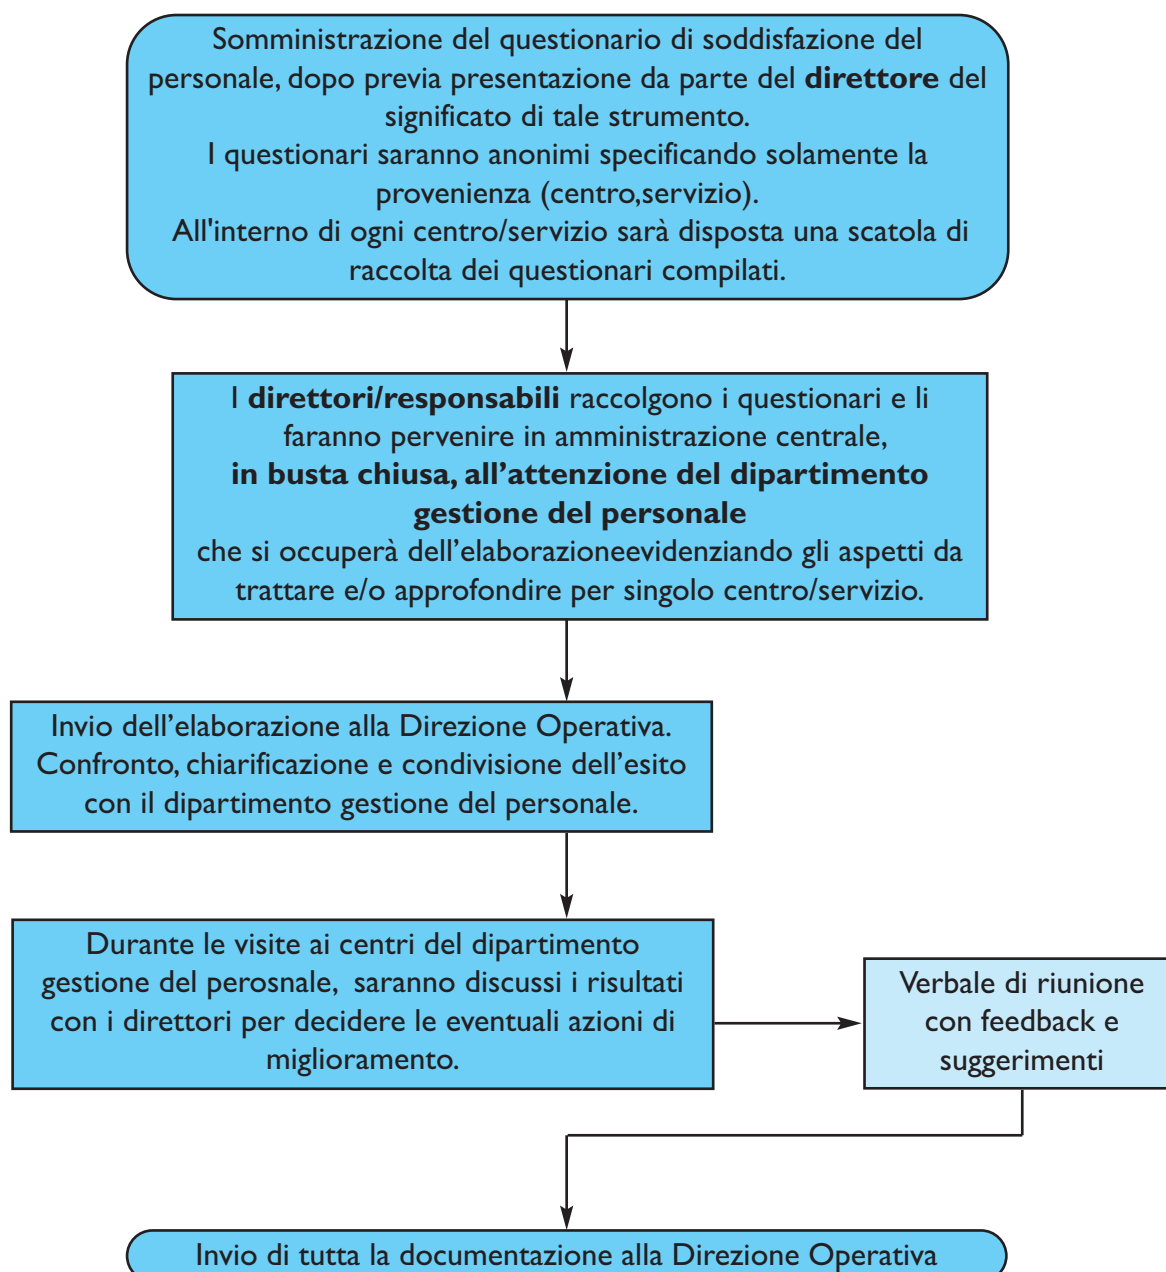 Somministrazione del questionario di soddisfazione del
personale, dopo previa presentazione da parte del direttore del
significato di tale strumento.
I questionari saranno anonimi specificando solamente la
provenienza (centro,servizio).
All'interno di ogni centro/servizio sarà disposta una scatola di
raccolta dei questionari compilati.
I direttori/responsabili raccolgono i questionari e li
faranno pervenire in amministrazione centrale,
in busta chiusa, all’attenzione del dipartimento
gestione del personale
che si occuperà dell’elaborazioneevidenziando gli aspetti da
trattare e/o approfondire per singolo centro/servizio.
Invio dell’elaborazione alla Direzione Operativa.
Confronto, chiarificazione e condivisione dell’esito
con il dipartimento gestione del personale.
Durante le visite ai centri del dipartimento
gestione del perosnale, saranno discussi i risultati
con i direttori per decidere le eventuali azioni di
miglioramento.
Verbale di riunione
con feedback e
suggerimenti
Invio di tutta la documentazione alla Direzione Operativa